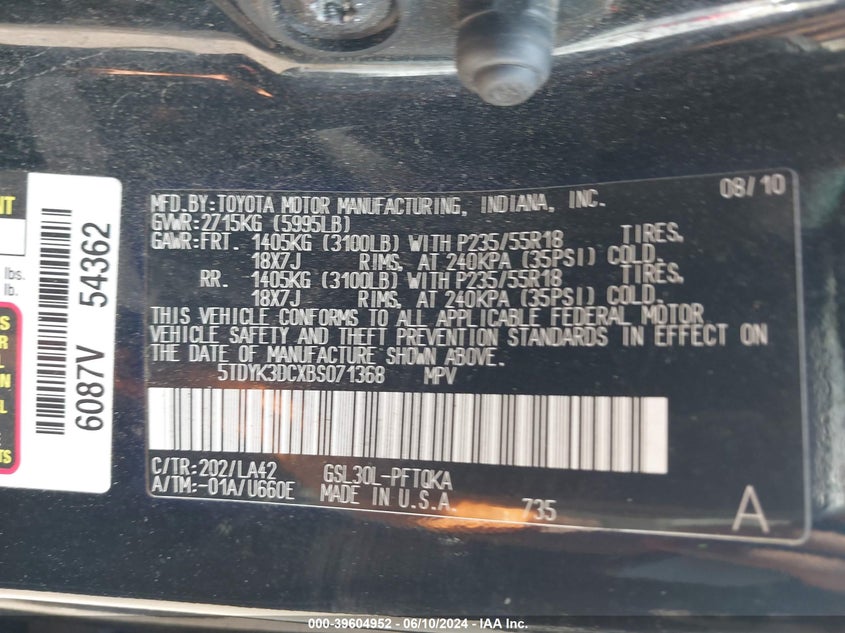 MFD.BY: TOYOTA MOTOR MANUFACTURING, INDIANA, INC. 08/10
GVWR: 2715KG (5995LB)
GAWR: FRT. 1405KG (3100LB) WITH P235/55R18 TIRES,
18X7J RIMS, AT 240KPA (35PSI) COLD.
RR. 1405KG (3100LB) WITH P235/55R18 TIRES,
18X7J RIMS, AT 240KPA (35PSI) COLD.
THIS VEHICLE CONFORMS TO ALL APPLICABLE FEDERAL MOTOR
VEHICLE SAFETY AND THEFT PREVENTION STANDARDS IN EFFECT ON
THE DATE OF MANUFACTURE SHOWN ABOVE.
5TDYK3DCXBS071368 MPV
C/TR: 202/LA42 GSL30L-PFTQKA
A/TM: -01A/U660E MADE IN U.S.A. 735
A
6087V 54362
lbs.
lb.
000-39604952 - 06/10/2024 - IAA Inc.